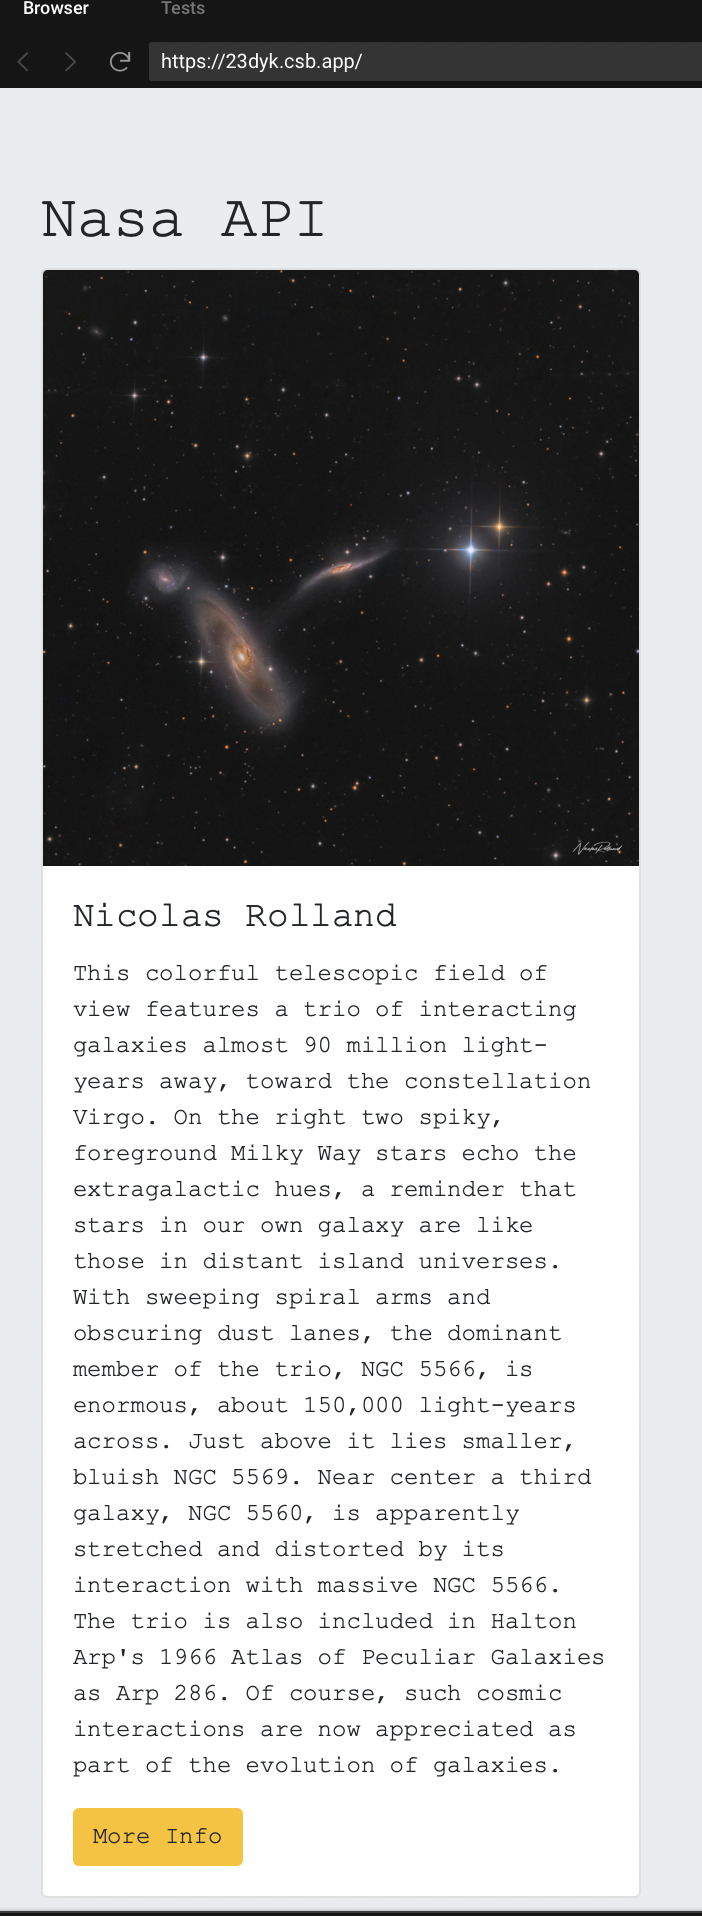 Browser Tests
https://23dyk.csb.app/
Nasa API
Nicolas Rolland
This colorful telescopic field of
view features a trio of interacting
galaxies almost 90 million light-
years away, toward the constellation
Virgo. On the right two spiky,
foreground Milky Way stars echo the
extragalactic hues, a reminder that
stars in our own galaxy are like
those in distant island universes.
With sweeping spiral arms and
obscuring dust lanes, the dominant
member of the trio, NGC 5566, is
enormous, about 150,000 light-years
across. Just above it lies smaller,
bluish NGC 5569. Near center a third
galaxy, NGC 5560, is apparently
stretched and distorted by its
interaction with massive NGC 5566.
The trio is also included in Halton
Arp's 1966 Atlas of Peculiar Galaxies
as Arp 286. Of course, such cosmic
interactions are now appreciated as
part of the evolution of galaxies.
More Info